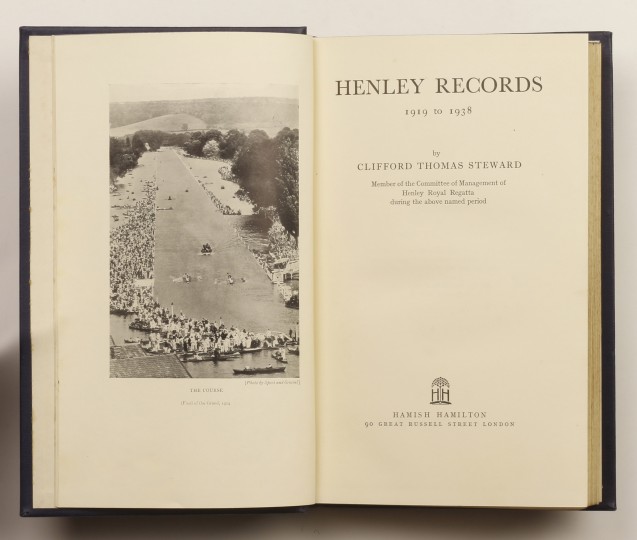 THE COURSE
HENLEY RECORDS
1919 to 1938
by
CLIFFORD THOMAS STEWARD
Member of the Committee of Management of
Henley Royal Regatta
during the above named period
HH
HAMISH HAMILTON
90 GREAT RUSSELL STREET LONDON